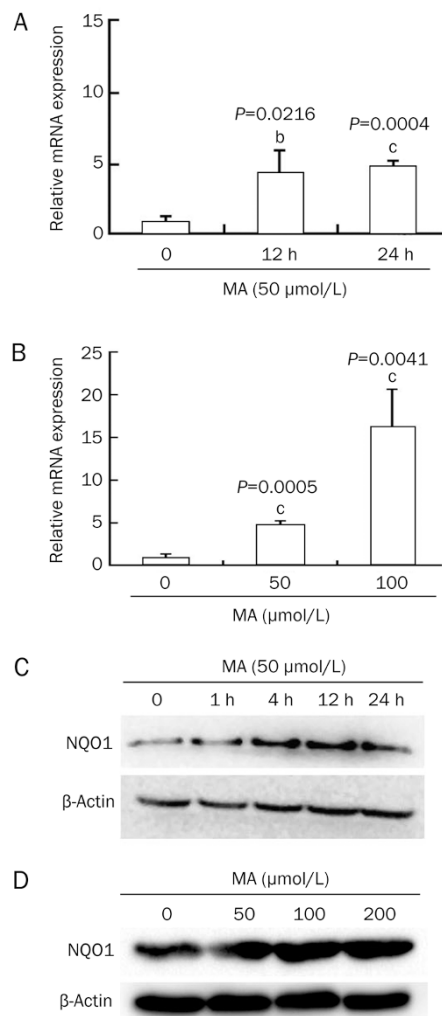 A
Relative mRNA expression
15
10
5
0
P=0.0216
b
P=0.0004
c
0 12 h 24 h
MA (50 μmol/L)
B
Relative mRNA expression
25
20
15
10
5
0
P=0.0005
c
P=0.0041
c
0 50 100
MA (μmol/L)
C
MA (50 μmol/L)
0 1 h 4 h 12 h 24 h
NQO1
β-Actin
D
MA (μmol/L)
0 50 100 200
NQO1
β-Actin